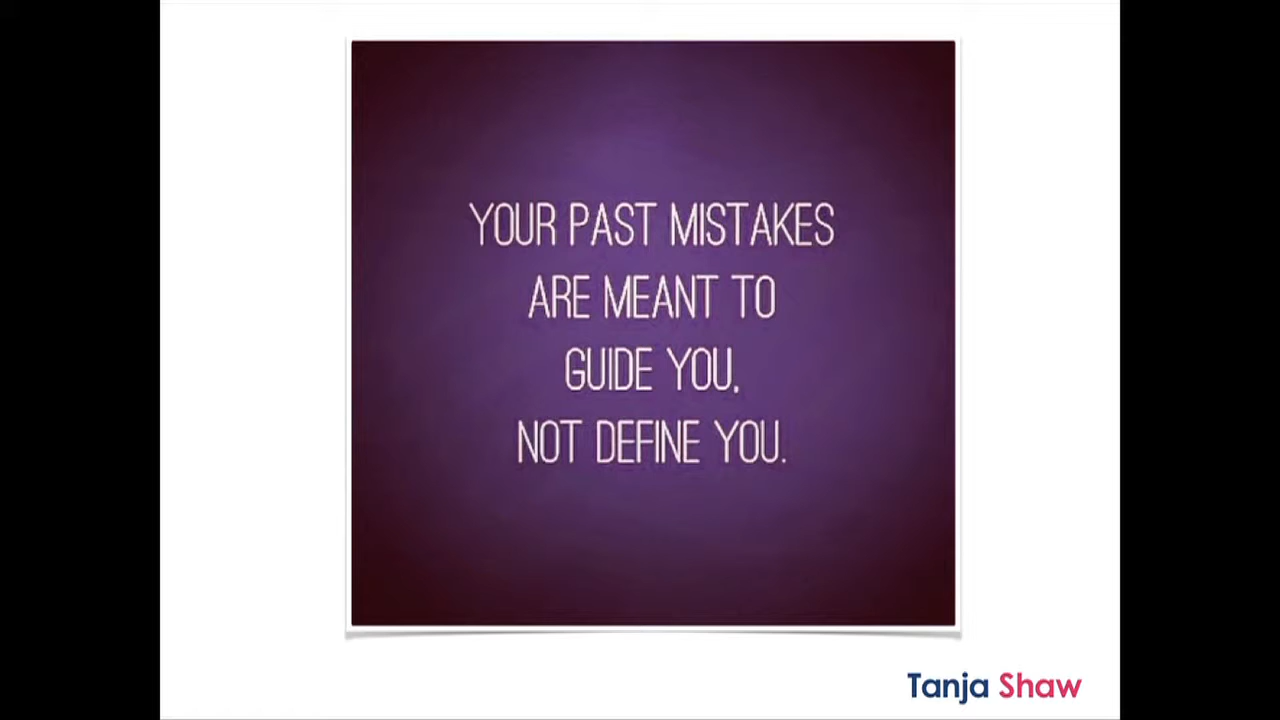 YOUR PAST MISTAKES
ARE MEANT TO
GUIDE YOU,
NOT DEFINE YOU.
Tanja Shaw